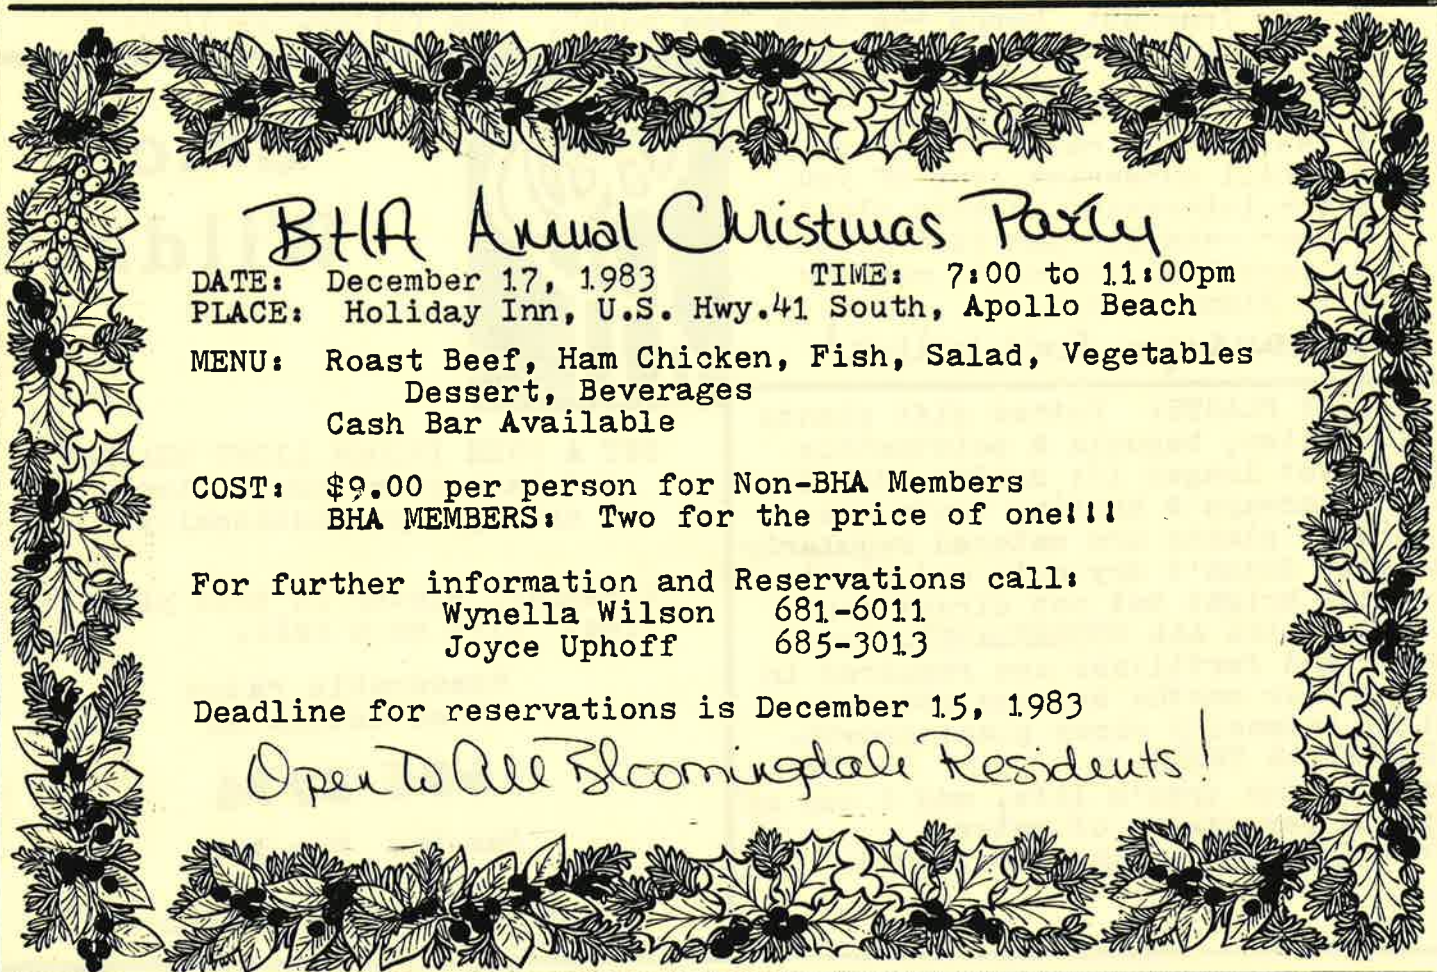 BHA Annual Christmas Party
DATE: December 17, 1983 TIME: 7:00 to 11:00pm
PLACE: Holiday Inn, U.S. Hwy.41 South, Apollo Beach
MENU: Roast Beef, Ham Chicken, Fish, Salad, Vegetables
Dessert, Beverages
Cash Bar Available
COST: $9.00 per person for Non-BHA Members
BHA MEMBERS: Two for the price of one!!!
For further information and Reservations call:
Wynella Wilson 681-6011
Joyce Uphoff 685-3013
Deadline for reservations is December 15, 1983
Open to All Bloomingdale Residents!